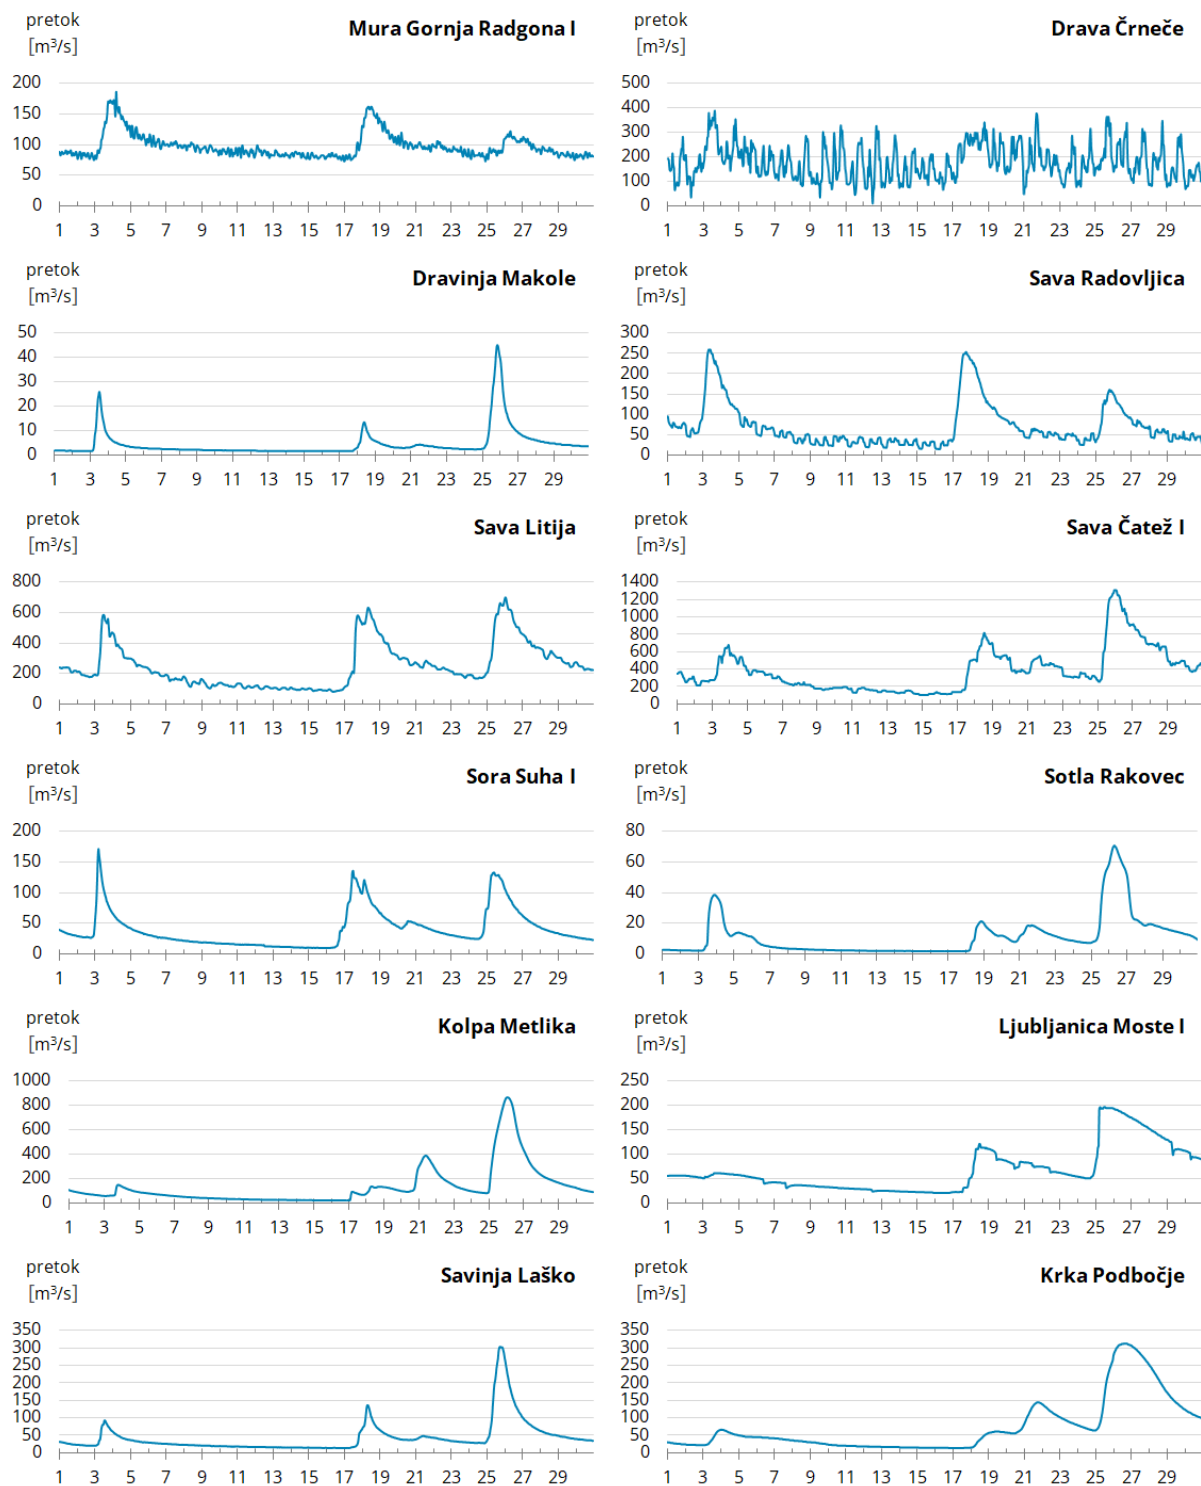 pretok
[m³/s]
Mura Gornja Radgona I
200
150
100
50
0
1 3 5 7 9 11 13 15 17 19 21 23 25 27 29
pretok
[m³/s]
Drava Črneče
500
400
300
200
100
0
1 3 5 7 9 11 13 15 17 19 21 23 25 27 29
pretok
[m³/s]
Dravinja Makole
50
40
30
20
10
0
1 3 5 7 9 11 13 15 17 19 21 23 25 27 29
pretok
[m³/s]
Sava Radovljica
300
250
200
150
100
50
0
1 3 5 7 9 11 13 15 17 19 21 23 25 27 29
pretok
[m³/s]
Sava Litija
800
600
400
200
0
1 3 5 7 9 11 13 15 17 19 21 23 25 27 29
pretok
[m³/s]
Sava Čatež I
1400
1200
1000
800
600
400
200
0
1 3 5 7 9 11 13 15 17 19 21 23 25 27 29
pretok
[m³/s]
Sora Suha I
200
150
100
50
0
1 3 5 7 9 11 13 15 17 19 21 23 25 27 29
pretok
[m³/s]
Sotla Rakovec
80
60
40
20
0
1 3 5 7 9 11 13 15 17 19 21 23 25 27 29
pretok
[m³/s]
Kolpa Metlika
1000
800
600
400
200
0
1 3 5 7 9 11 13 15 17 19 21 23 25 27 29
pretok
[m³/s]
Ljubljanica Moste I
250
200
150
100
50
0
1 3 5 7 9 11 13 15 17 19 21 23 25 27 29
pretok
[m³/s]
Savinja Laško
350
300
250
200
150
100
50
0
1 3 5 7 9 11 13 15 17 19 21 23 25 27 29
pretok
[m³/s]
Krka Podbočje
350
300
250
200
150
100
50
0
1 3 5 7 9 11 13 15 17 19 21 23 25 27 29